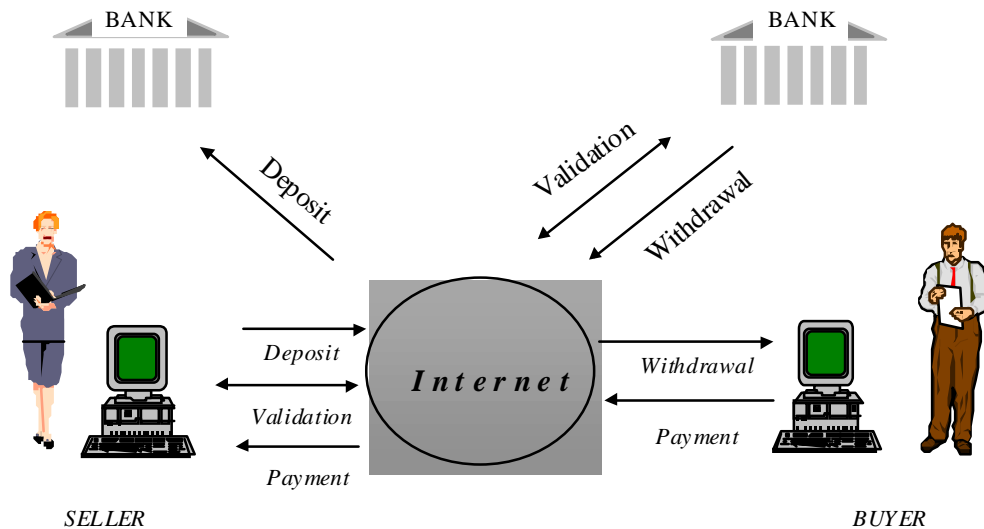 BANK
BANK
Deposit
Validation
Withdrawal
Deposit
Internet
Withdrawal
Validation
Payment
Payment
SELLER
BUYER